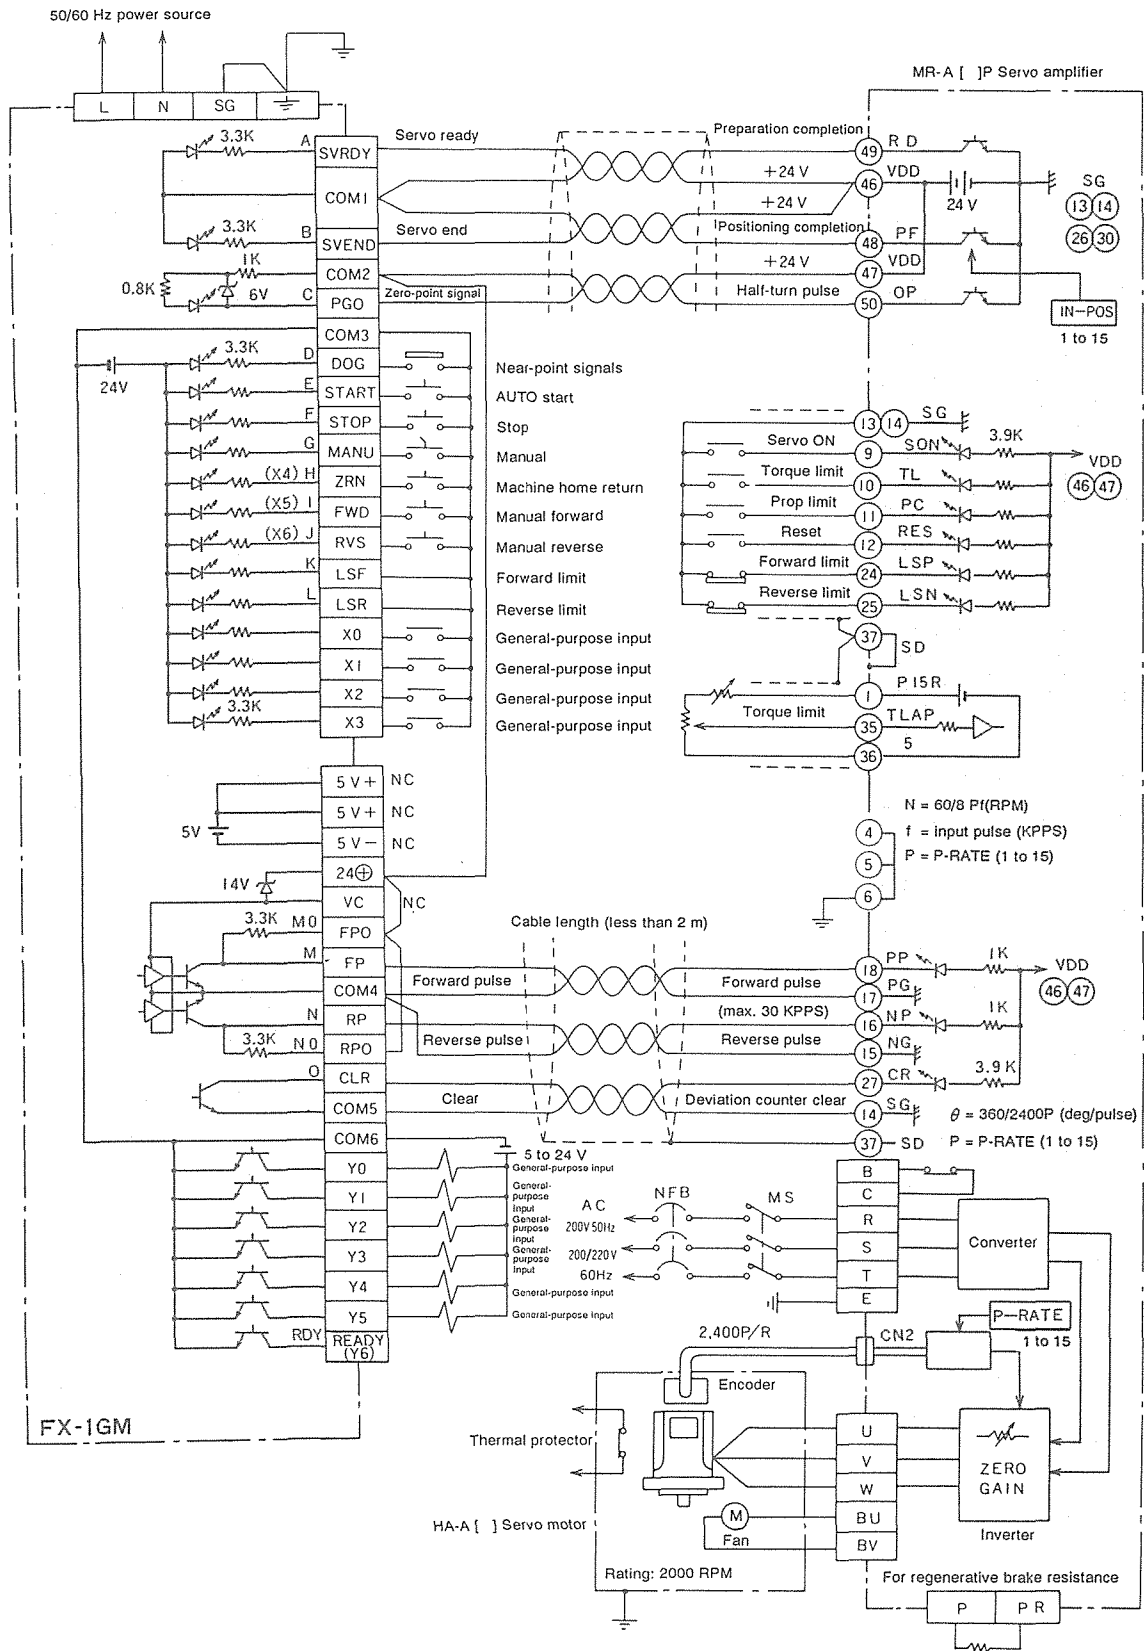 50/60 Hz power source
MR-A [ ]P Servo amplifier
L N SG
A 3.3K SVRDY Servo ready Preparation completion 49 RD
COM1 +24 V 46 VDD
24 V SG
13 14
26 30
+24 V
B 3.3K SVEND Servo end Positioning completion 48 PF
1K COM2 +24 V 47 VDD
0.8K 6V C PGO Zero-point signal Half-turn pulse 50 OP
IN-POS
1 to 15
COM3
24V
3.3K D DOG Near-point signals
E START AUTO start
F STOP Stop
G MANU Manual
(X4) H ZRN Machine home return
(X5) I FWD Manual forward
(X6) J RVS Manual reverse
K LSF Forward limit
L LSR Reverse limit
X0 General-purpose input
X1 General-purpose input
X2 General-purpose input
3.3K X3 General-purpose input
13 14 SG
Servo ON 9 SON 3.9K
VDD
46 47
Torque limit 10 TL
Prop limit 11 PC
Reset 12 RES
Forward limit 24 LSP
Reverse limit 25 LSN
37 SD
1 P15R
Torque limit 35 TLAP
5
36
5V
5V+ NC
5V+ NC
5V− NC
N = 60/8 Pf(RPM)
4 f = input pulse (KPPS)
5 P = P-RATE (1 to 15)
6
24⊕
14V VC NC
3.3K M0 FPO
Cable length (less than 2 m)
M FP Forward pulse Forward pulse 18 PP 1K
VDD
46 47
COM4 17 PG
N RP (max. 30 KPPS) 16 NP 1K
Reverse pulse Reverse pulse
3.3K N0 RPO 15 NG
O CLR 27 CR 3.9K
Clear Deviation counter clear
COM5 14 SG θ = 360/2400P (deg/pulse)
COM6 37 SD P = P-RATE (1 to 15)
5 to 24 V
Y0 General-purpose input
Y1 General-
purpose
Input
Y2 General-
purpose
Input
Y3 General-
purpose
Input
Y4 General-purpose input
Y5 General-purpose input
RDY READY
(Y6)
AC NFB MS
200V 50Hz
200/220V
60Hz
B
C
R
S
T
E
Converter
P-RATE
1 to 15
2,400P/R CN2
Encoder
Thermal protector
U
V
W
BU
BV
ZERO
GAIN
Inverter
M
Fan
HA-A [ ] Servo motor
Rating: 2000 RPM
For regenerative brake resistance
P PR
FX-1GM